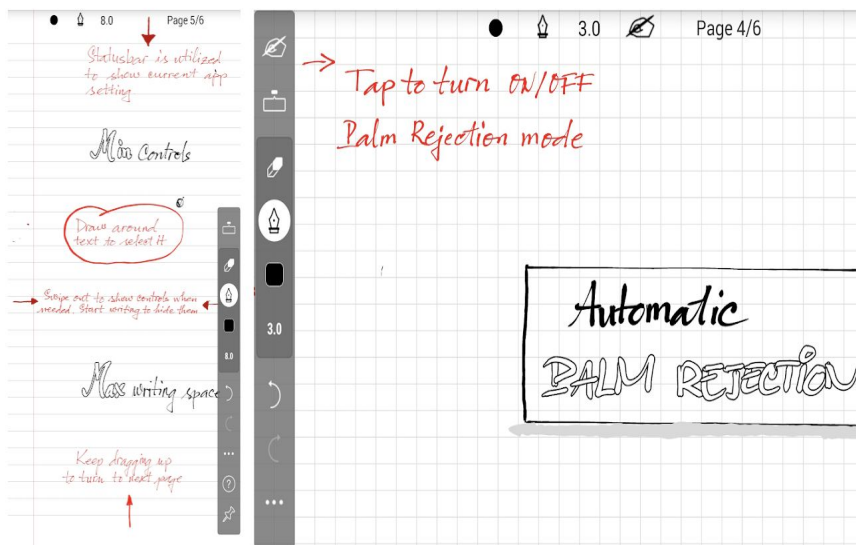 8.0 Page 5/6
Statusbar is utilized
to show current app
setting
Min Controls
Draw around
text to select it
Swipe out to show controls when
needed. Start writing to hide them
8.0
Max writing space
Keep dragging up
to turn to next page
3.0 Page 4/6
Tap to turn ON/OFF
Palm Rejection mode
3.0
Automatic
PALM REJECTION